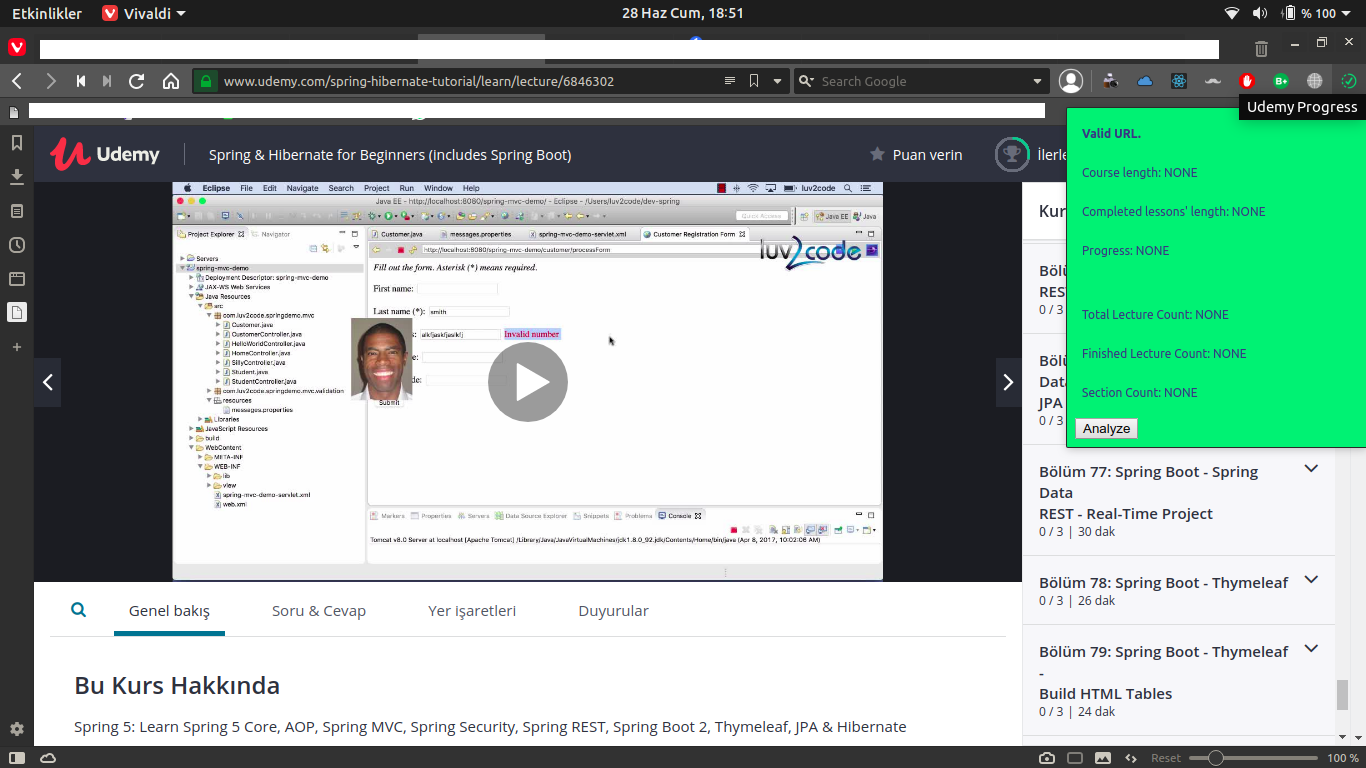 Etkinlikler
Vivaldi
28 Haz Cum, 18:51
% 100
www.udemy.com/spring-hibernate-tutorial/learn/lecture/6846302
Search Google
Udemy Progress
Udemy
Spring & Hibernate for Beginners (includes Spring Boot)
Puan verin
İlerle
Valid URL.
Course length: NONE
Completed lessons' length: NONE
Progress: NONE
Total Lecture Count: NONE
Finished Lecture Count: NONE
Section Count: NONE
Analyze
Eclipse File Edit Navigate Search Project Run Window Help
luv2code
Java EE - http://localhost:8080/spring-mvc-demo/ - Eclipse - /Users/luv2code/dev-spring
Quick Access
Java EE
Java
Project Explorer
Navigator
Servers
spring-mvc-demo
Deployment Descriptor: spring-mvc-demo
JAX-WS Web Services
Java Resources
src
com.luv2code.springdemo.mvc
Customer.java
CustomerController.java
HelloWorldController.java
HomeController.java
SillyController.java
Student.java
StudentController.java
com.luv2code.springdemo.mvc.validation
resources
messages.properties
Libraries
JavaScript Resources
build
WebContent
META-INF
WEB-INF
lib
view
spring-mvc-demo-servlet.xml
web.xml
Customer.java
messages.properties
spring-mvc-demo-servlet.xml
Customer Registration Form
http://localhost:8080/spring-mvc-demo/customer/processForm
luv2code
Fill out the form. Asterisk (*) means required.
First name:
Last name (*): smith
Invalid number
de:
Submit
Markers
Properties
Servers
Data Source Explorer
Snippets
Problems
Console
Tomcat v8.0 Server at localhost [Apache Tomcat] /Library/Java/JavaVirtualMachines/jdk1.8.0_92.jdk/Contents/Home/bin/java (Apr 8, 2017, 10:02:06 AM)
Kur
Bölü
RES
0 / 3
Bölü
Data
JPA
0 / 3
Bölüm 77: Spring Boot - Spring
Data
REST - Real-Time Project
0 / 3 | 30 dak
Bölüm 78: Spring Boot - Thymeleaf
0 / 3 | 26 dak
Bölüm 79: Spring Boot - Thymeleaf
-
Build HTML Tables
0 / 3 | 24 dak
Genel bakış
Soru & Cevap
Yer işaretleri
Duyurular
Bu Kurs Hakkında
Spring 5: Learn Spring 5 Core, AOP, Spring MVC, Spring Security, Spring REST, Spring Boot 2, Thymeleaf, JPA & Hibernate
Reset
100 %